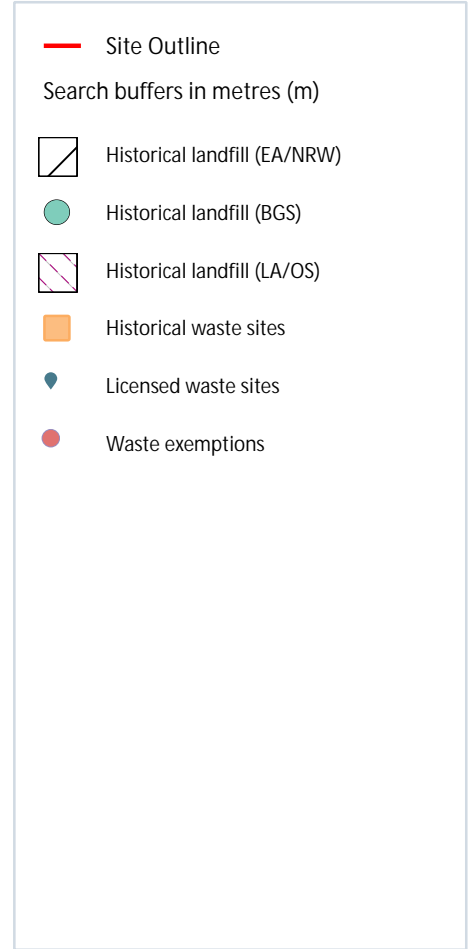 Site Outline
Search buffers in metres (m)
Historical landfill (EA/NRW)
Historical landfill (BGS)
Historical landfill (LA/OS)
Historical waste sites
Licensed waste sites
Waste exemptions